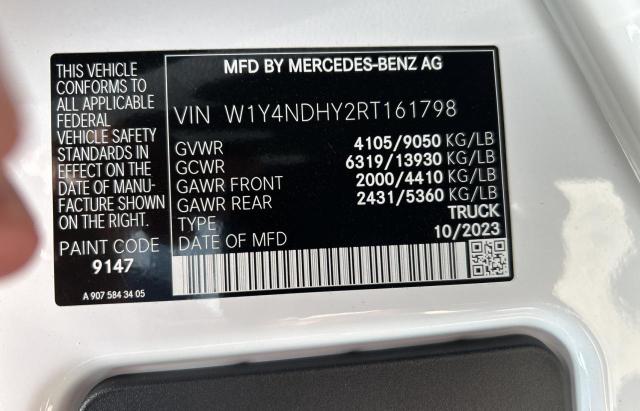 THIS VEHICLE
CONFORMS TO
ALL APPLICABLE
FEDERAL
VEHICLE SAFETY
STANDARDS IN
EFFECT ON THE
DATE OF MANU-
FACTURE SHOWN
ON THE RIGHT.
PAINT CODE
9147
A 907 584 34 05
MFD BY MERCEDES-BENZ AG
VIN W1Y4NDHY2RT161798
GVWR 4105/9050 KG/LB
GCWR 6319/13930 KG/LB
GAWR FRONT 2000/4410 KG/LB
GAWR REAR 2431/5360 KG/LB
TYPE TRUCK
DATE OF MFD 10/2023